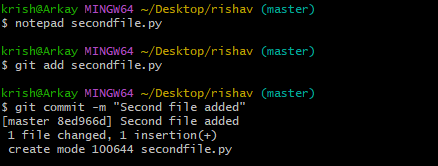 krish@Arkay MINGW64 ~/Desktop/rishav (master)
$ notepad secondfile.py
krish@Arkay MINGW64 ~/Desktop/rishav (master)
$ git add secondfile.py
krish@Arkay MINGW64 ~/Desktop/rishav (master)
$ git commit -m "Second file added"
[master 8ed966d] Second file added
 1 file changed, 1 insertion(+)
 create mode 100644 secondfile.py